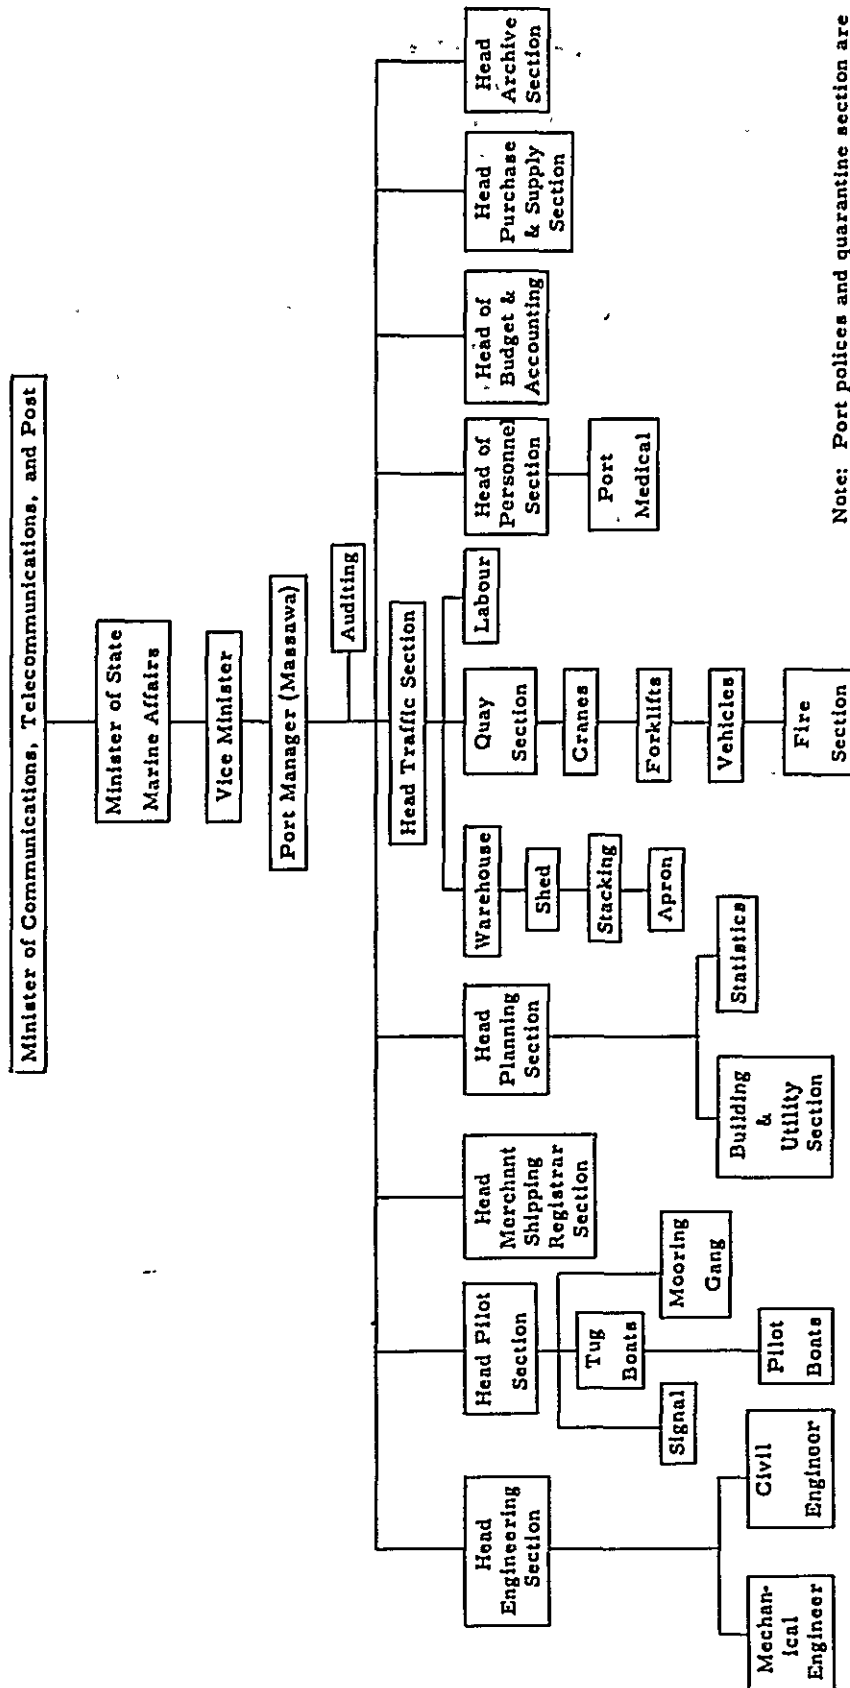 Minister of Communications, Telecommunications, and Post
Minister of State
Marine Affairs
Vice Minister
Port Manager (Massawa)
Auditing
Head
Engineering
Section
Mechan-
ical
Engineer
Civil
Engineer
Head Pilot
Section
Signal
Tug
Boats
Mooring
Gang
Pilot
Boats
Head
Merchant
Shipping
Registrar
Section
Head
Planning
Section
Building
&
Utility
Section
Statistics
Head Traffic Section
Warehouse
Shed
Stacking
Apron
Quay
Section
Cranes
Forklifts
Vehicles
Fire
Section
Labour
Head of
Personnel
Section
Port
Medical
Head of
Budget &
Accounting
Head
Purchase
& Supply
Section
Head
Archive
Section
Note: Port polices and quarantine section are